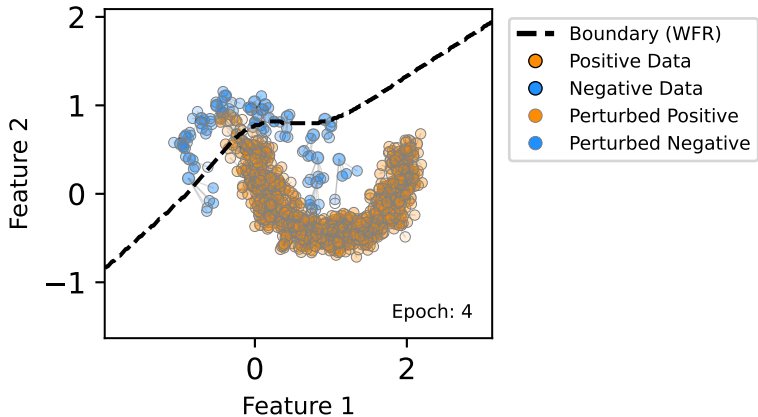 2
1
0
−1
Feature 2
0
2
Feature 1
Epoch: 4
Boundary (WFR)
Positive Data
Negative Data
Perturbed Positive
Perturbed Negative